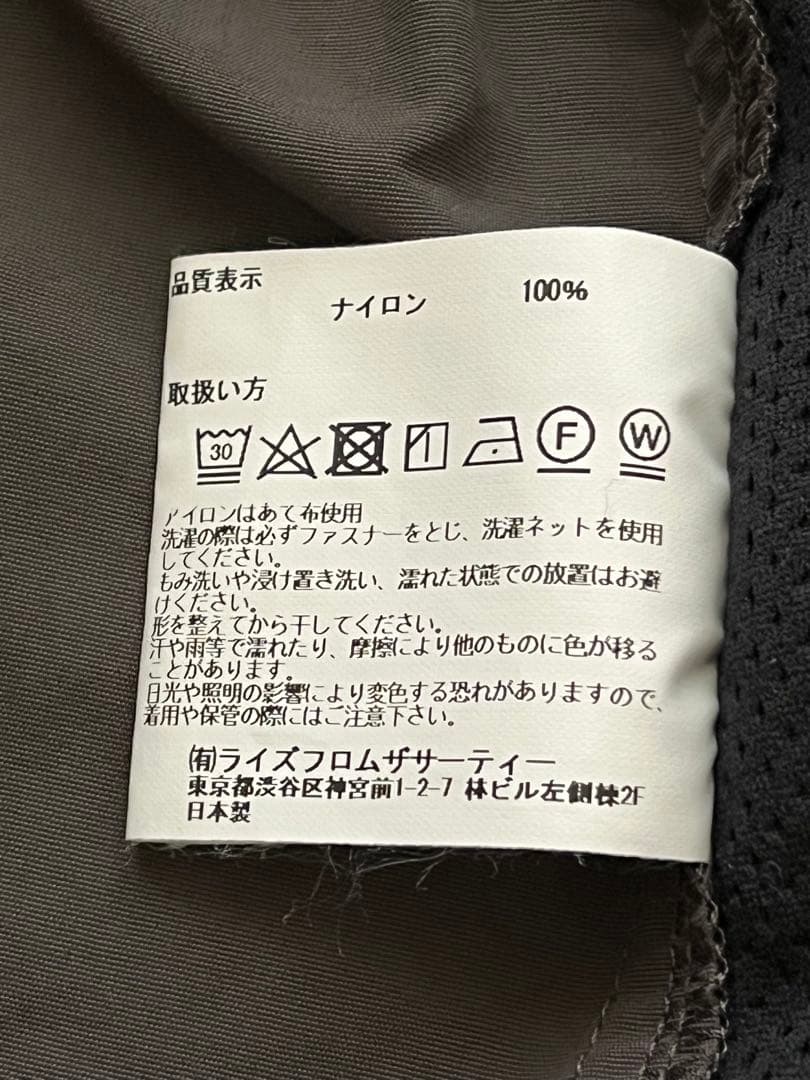 品質表示
ナイロン 100%
取扱い方
30 F W
アイロンはあて布使用
洗濯の際は必ずファスナーをとじ、洗濯ネットを使用
してください。
もみ洗いや浸け置き洗い、濡れた状態での放置はお避
けください。
形を整えてから干してください。
汗や雨等で濡れたり、摩擦により他のものに色が移る
ことがあります。
日光や照明の影響により変色する恐れがありますので、
着用や保管の際にはご注意下さい。
㈲ライズフロムザサーティー
東京都渋谷区神宮前1-2-7 林ビル左側棟2F
日本製